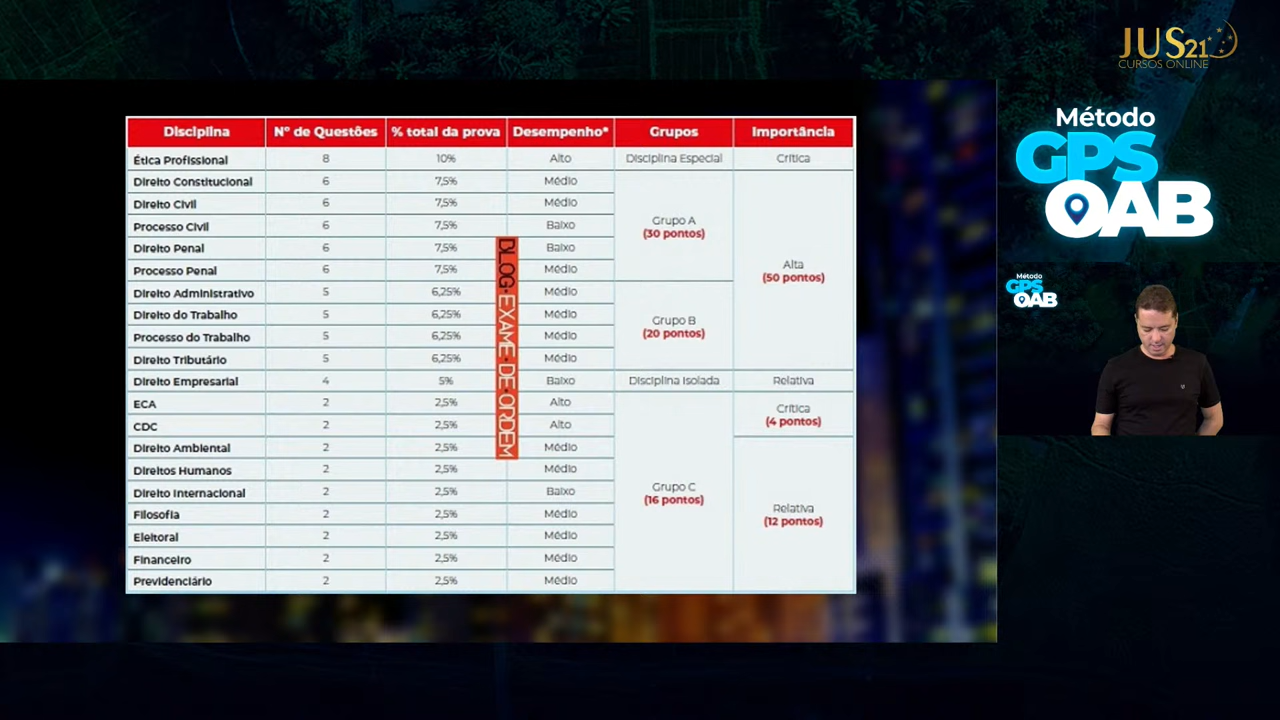 JUS21
CURSOS ONLINE
Método
GPS
OAB
Método
GPS
OAB
Disciplina Nº de Questões % total da prova Desempenho* Grupos Importância
Ética Profissional 8 10% Alto Disciplina Especial Crítica
Direito Constitucional 6 7,5% Médio
Direito Civil 6 7,5% Médio
Processo Civil 6 7,5% Baixo
Direito Penal 6 7,5% Baixo
Processo Penal 6 7,5% Médio
Grupo A
(30 pontos)
Direito Administrativo 5 6,25% Médio
Direito do Trabalho 5 6,25% Médio
Processo do Trabalho 5 6,25% Médio
Direito Tributário 5 6,25% Médio
Grupo B
(20 pontos)
Alta
(50 pontos)
Direito Empresarial 4 5% Baixo Disciplina Isolada Relativa
ECA 2 2,5% Alto
CDC 2 2,5% Alto
Crítica
(4 pontos)
Direito Ambiental 2 2,5% Médio
Direitos Humanos 2 2,5% Médio
Direito Internacional 2 2,5% Baixo
Filosofia 2 2,5% Médio
Eleitoral 2 2,5% Médio
Financeiro 2 2,5% Médio
Previdenciário 2 2,5% Médio
Grupo C
(16 pontos)
Relativa
(12 pontos)
BLOG·EXAME·DE·ORDEM